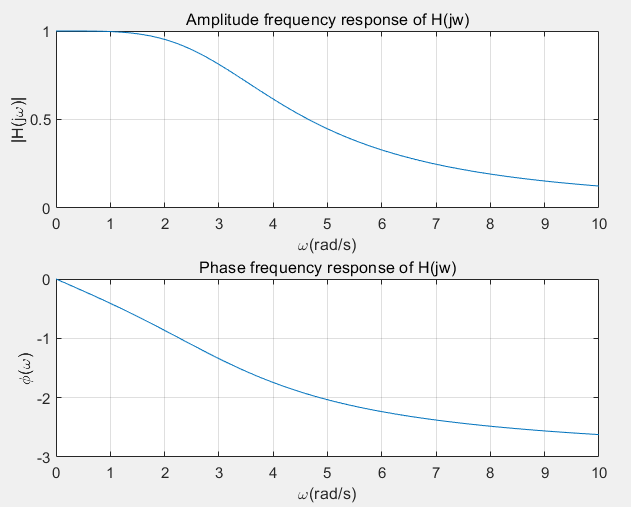 Amplitude frequency response of H(jw)
|H(jω)|
1
0.5
0
0 1 2 3 4 5 6 7 8 9 10
ω(rad/s)
Phase frequency response of H(jw)
ϕ(ω)
0
-1
-2
-3
0 1 2 3 4 5 6 7 8 9 10
ω(rad/s)